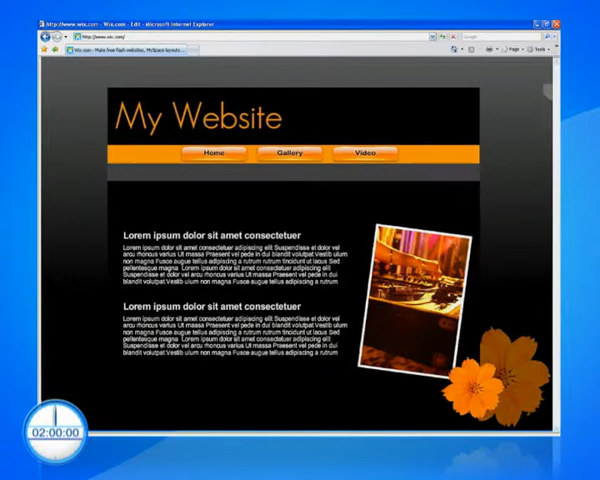 http://www.wix.com/ - Wix.com - Edit - Microsoft Internet Explorer
http://www.wix.com/
Google
Wix.com - Make free flash websites, MySpace layouts...
Page
Tools
My Website
Home Gallery Video
Lorem ipsum dolor sit amet consectetuer
Lorem ipsum dolor sit amet consectetuer adipiscing elit Suspendisse et dolor
arcu rhoncus varius Ut massa Praesent vel pede in dui blandit volutpat Vestib ulum
non magna Fusce augue tellus adipiscing a rutrum rutrum tincidunt ut lacus Sed
pellentesque magna Lorem ipsum dolor sit amet consectetuer adipiscing elit
Suspendisse et dolor arcu rhoncus varius Ut massa Praesent vel pede in dui
blandit volutpat Vestib ulum non magna Fusce augue tellus adipiscing a rutrum
Lorem ipsum dolor sit amet consectetuer
Lorem ipsum dolor sit amet consectetuer adipiscing elit Suspendisse et dolor
arcu rhoncus varius Ut massa Praesent vel pede in dui blandit volutpat Vestib ulum
non magna Fusce augue tellus adipiscing a rutrum rutrum tincidunt ut lacus Sed
pellentesque magna Lorem ipsum dolor sit amet consectetuer adipiscing elit
Suspendisse et dolor arcu rhoncus varius Ut massa Praesent vel pede in dui
blandit volutpat Vestib ulum non magna Fusce augue tellus adipiscing a rutrum
02:00:00